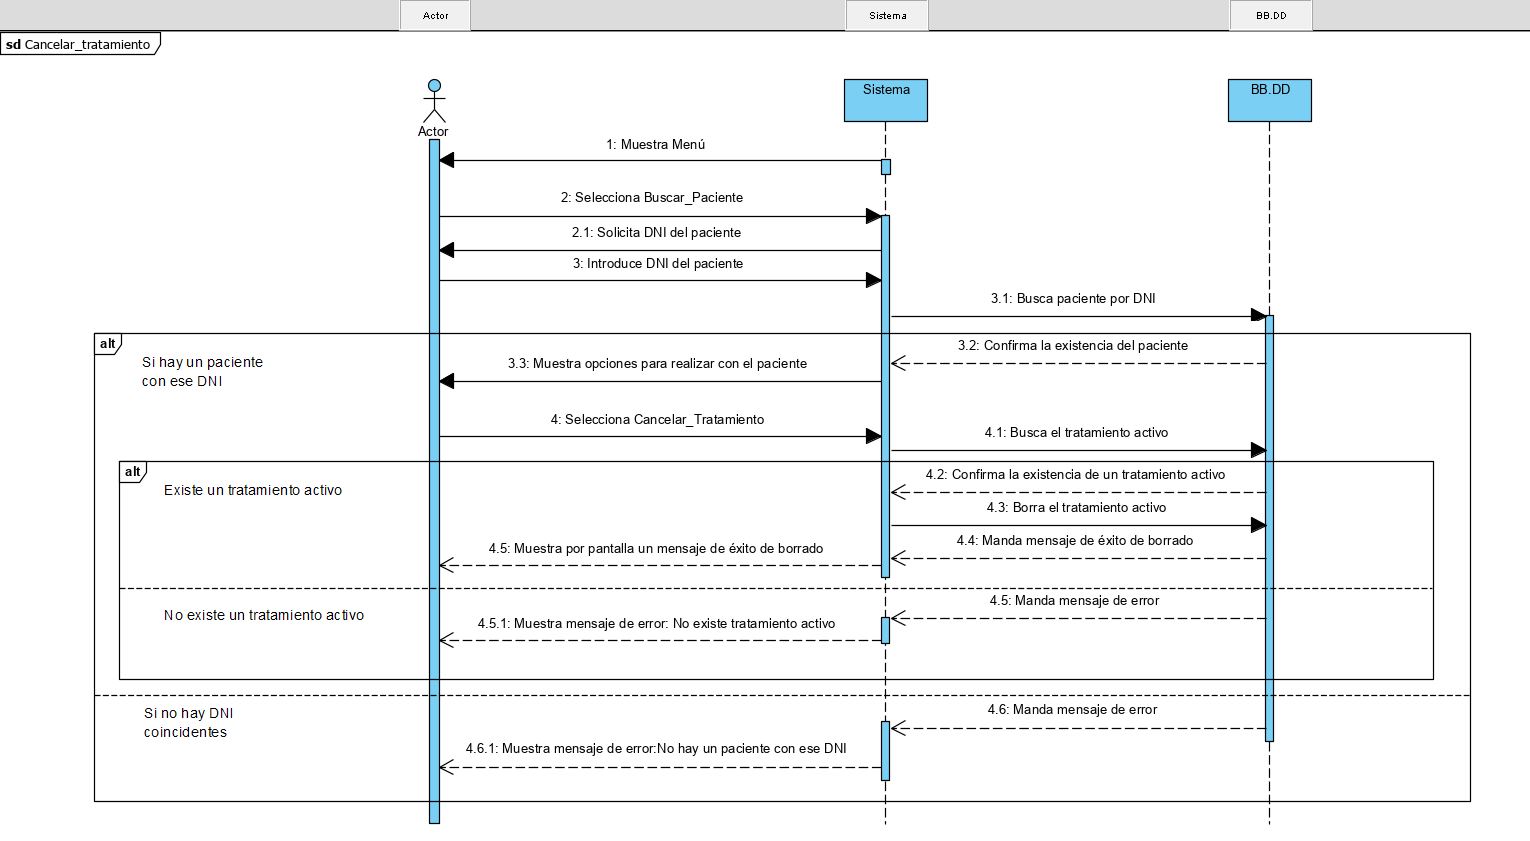 Actor
Sistema
BB.DD
sd Cancelar_tratamiento
Sistema
BB.DD
Actor
1: Muestra Menú
2: Selecciona Buscar_Paciente
2.1: Solicita DNI del paciente
3: Introduce DNI del paciente
3.1: Busca paciente por DNI
alt
Si hay un paciente
con ese DNI
3.2: Confirma la existencia del paciente
3.3: Muestra opciones para realizar con el paciente
4: Selecciona Cancelar_Tratamiento
4.1: Busca el tratamiento activo
alt
Existe un tratamiento activo
4.2: Confirma la existencia de un tratamiento activo
4.3: Borra el tratamiento activo
4.4: Manda mensaje de éxito de borrado
4.5: Muestra por pantalla un mensaje de éxito de borrado
4.5: Manda mensaje de error
No existe un tratamiento activo
4.5.1: Muestra mensaje de error: No existe tratamiento activo
Si no hay DNI
coincidentes
4.6: Manda mensaje de error
4.6.1: Muestra mensaje de error:No hay un paciente con ese DNI